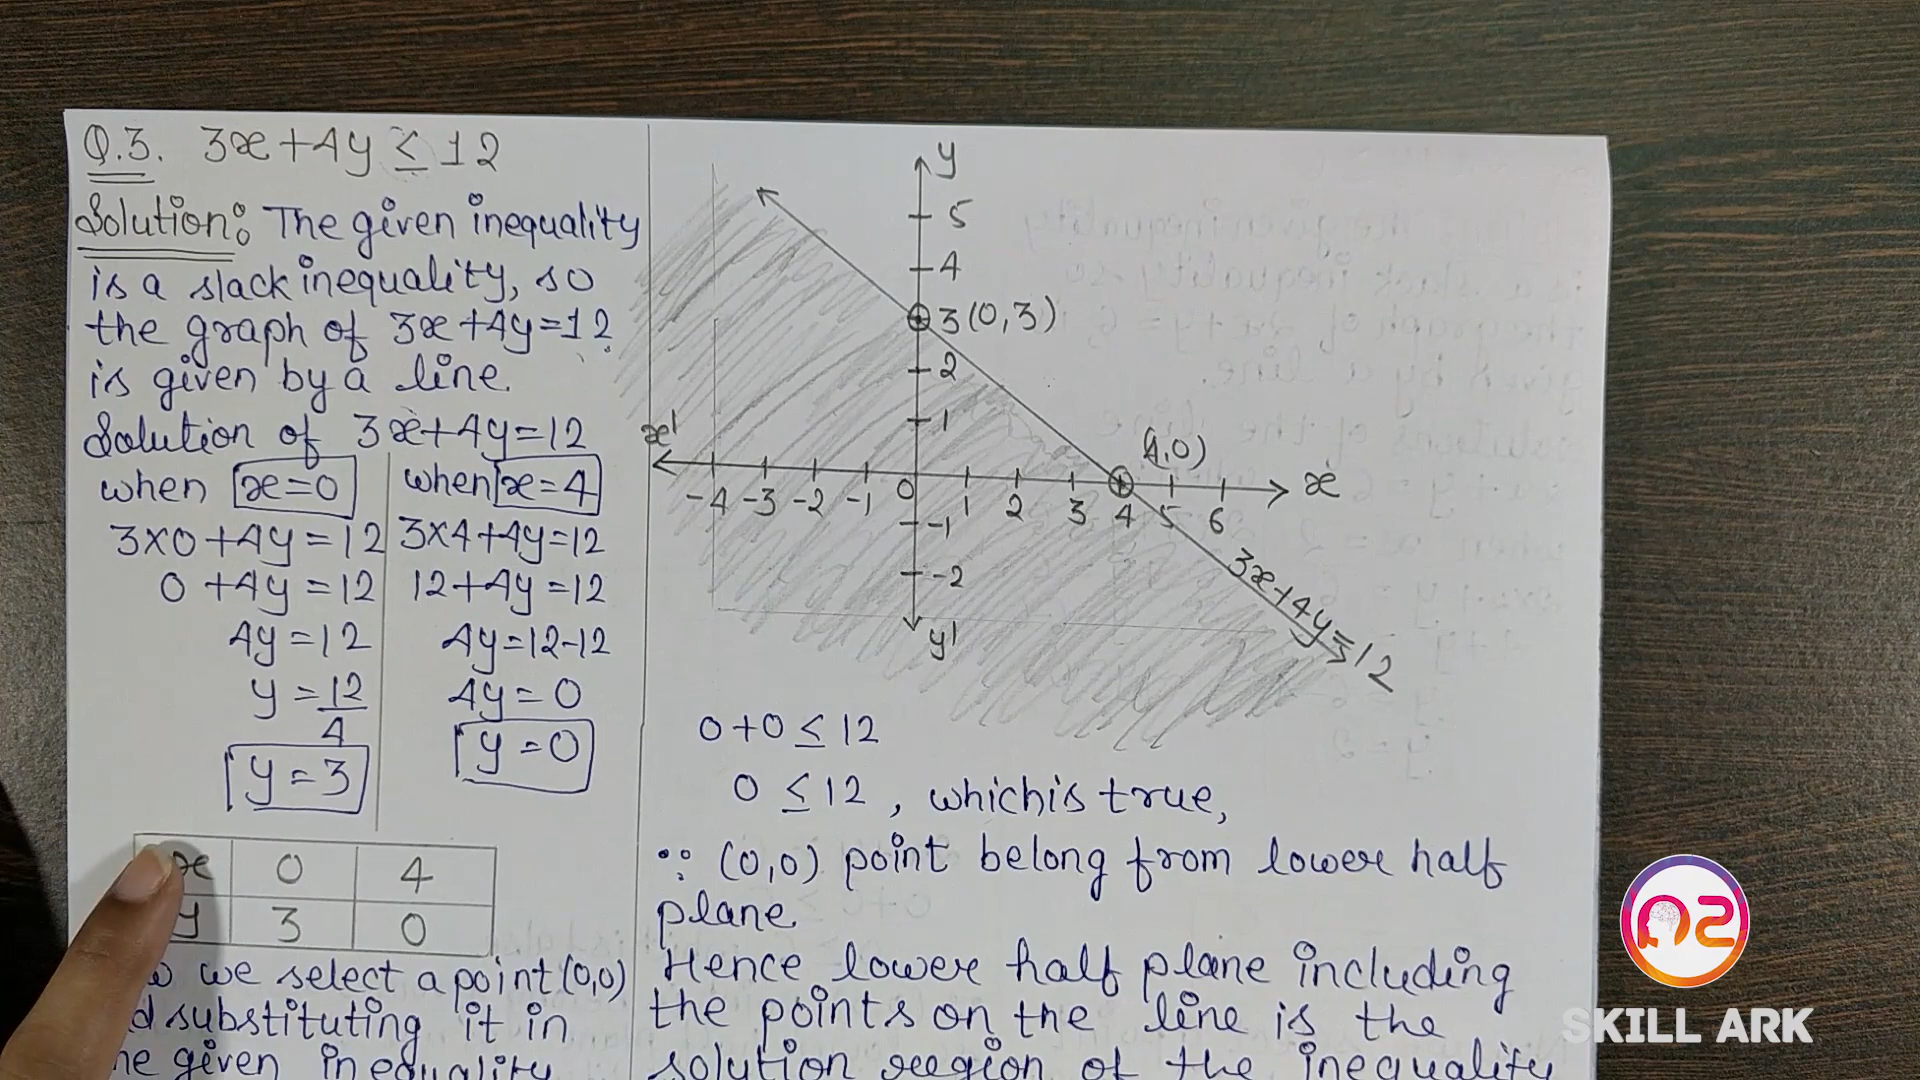 Q.3. 3x+4y ≤ 12
Solution: The given inequality
is a slack inequality, so
the graph of 3x+4y=12
is given by a line.
Solution of 3x+4y=12
when x=0
3×0+4y=12
0+4y=12
4y=12
y=12/4
y=3
when x=4
3×4+4y=12
12+4y=12
4y=12-12
4y=0
y=0
x 0 4
y 3 0
we select a point (0,0)
substituting it in
given inequality
y
5
4
3 (0,3)
2
1
x' -4 -3 -2 -1 0 1 2 3 4 5 6 x
(4,0)
-1
-2
y'
3x+4y=12
0+0 ≤ 12
0 ≤ 12, which is true,
∵ (0,0) point belong from lower half
plane
Hence lower half plane including
the points on the line is the
solution reegion of the inequality
SKILL ARK